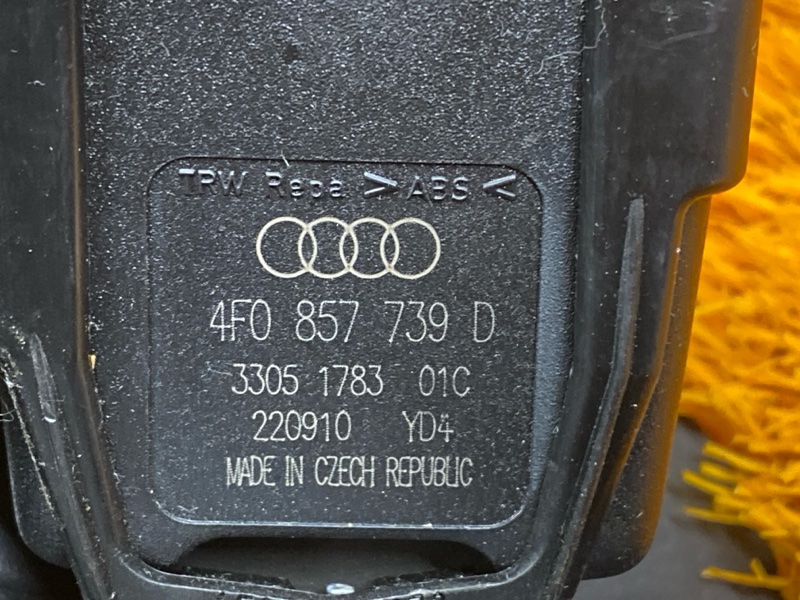 TRW Repa >ABS<
4F0 857 739 D
3305 1783 01C
220910 YD4
MADE IN CZECH REPUBLIC